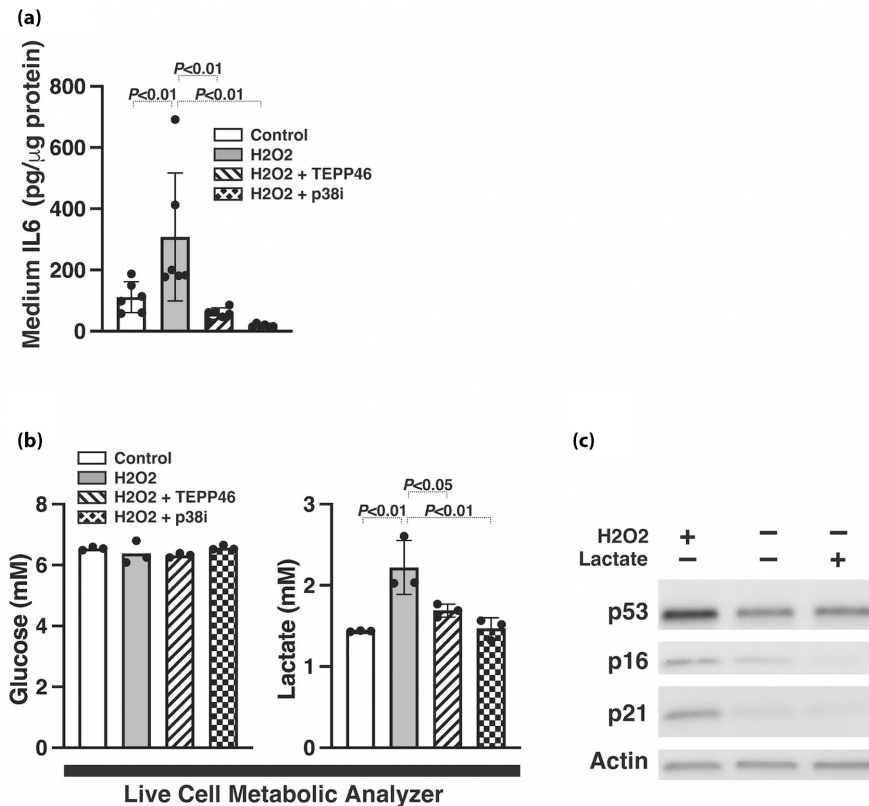 (a)
Medium IL6 (pg/μg protein)
800
600
400
200
0
P<0.01
P<0.01
P<0.01
Control
H2O2
H2O2 + TEPP46
H2O2 + p38i
(b)
Control
H2O2
H2O2 + TEPP46
H2O2 + p38i
Glucose (mM)
8
6
4
2
0
Lactate (mM)
3
2
1
0
P<0.05
P<0.01
P<0.01
Live Cell Metabolic Analyzer
(c)
H2O2 + − −
Lactate − − +
p53
p16
p21
Actin